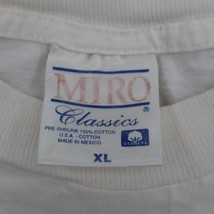 MIRO
Classics
PRE-SHRUNK 100% COTTON
U.S.A. - COTTON
MADE IN MEXICO
XL